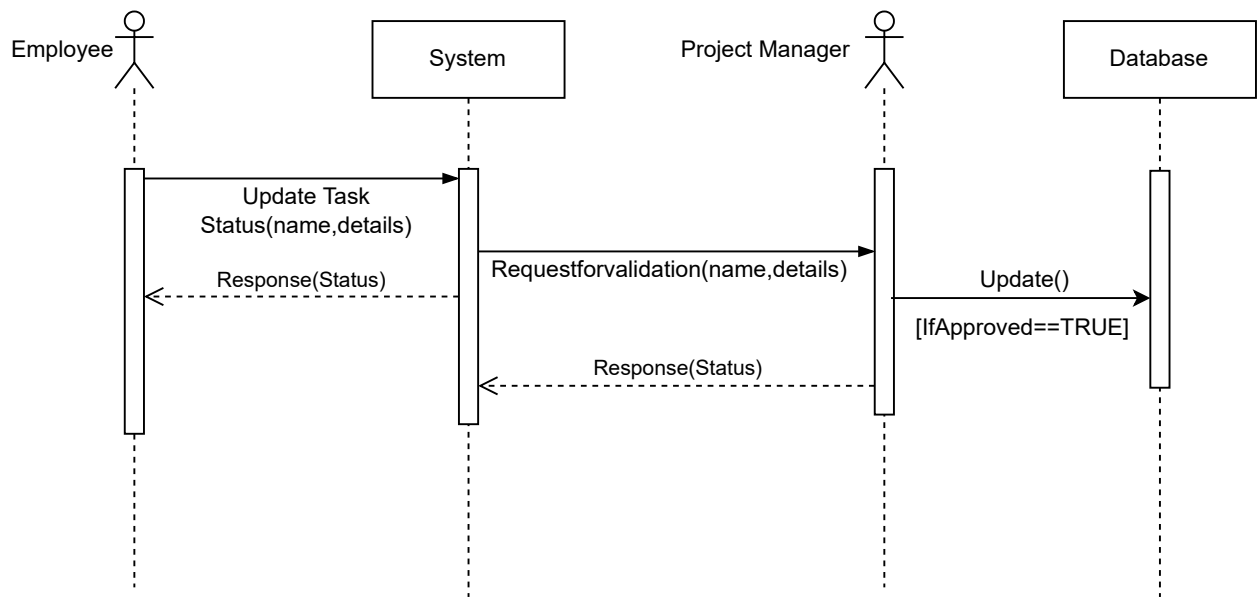 Employee
System
Project Manager
Database
Update Task
Status(name,details)
Requestforvalidation(name,details)
Response(Status)
Update()
[IfApproved==TRUE]
Response(Status)